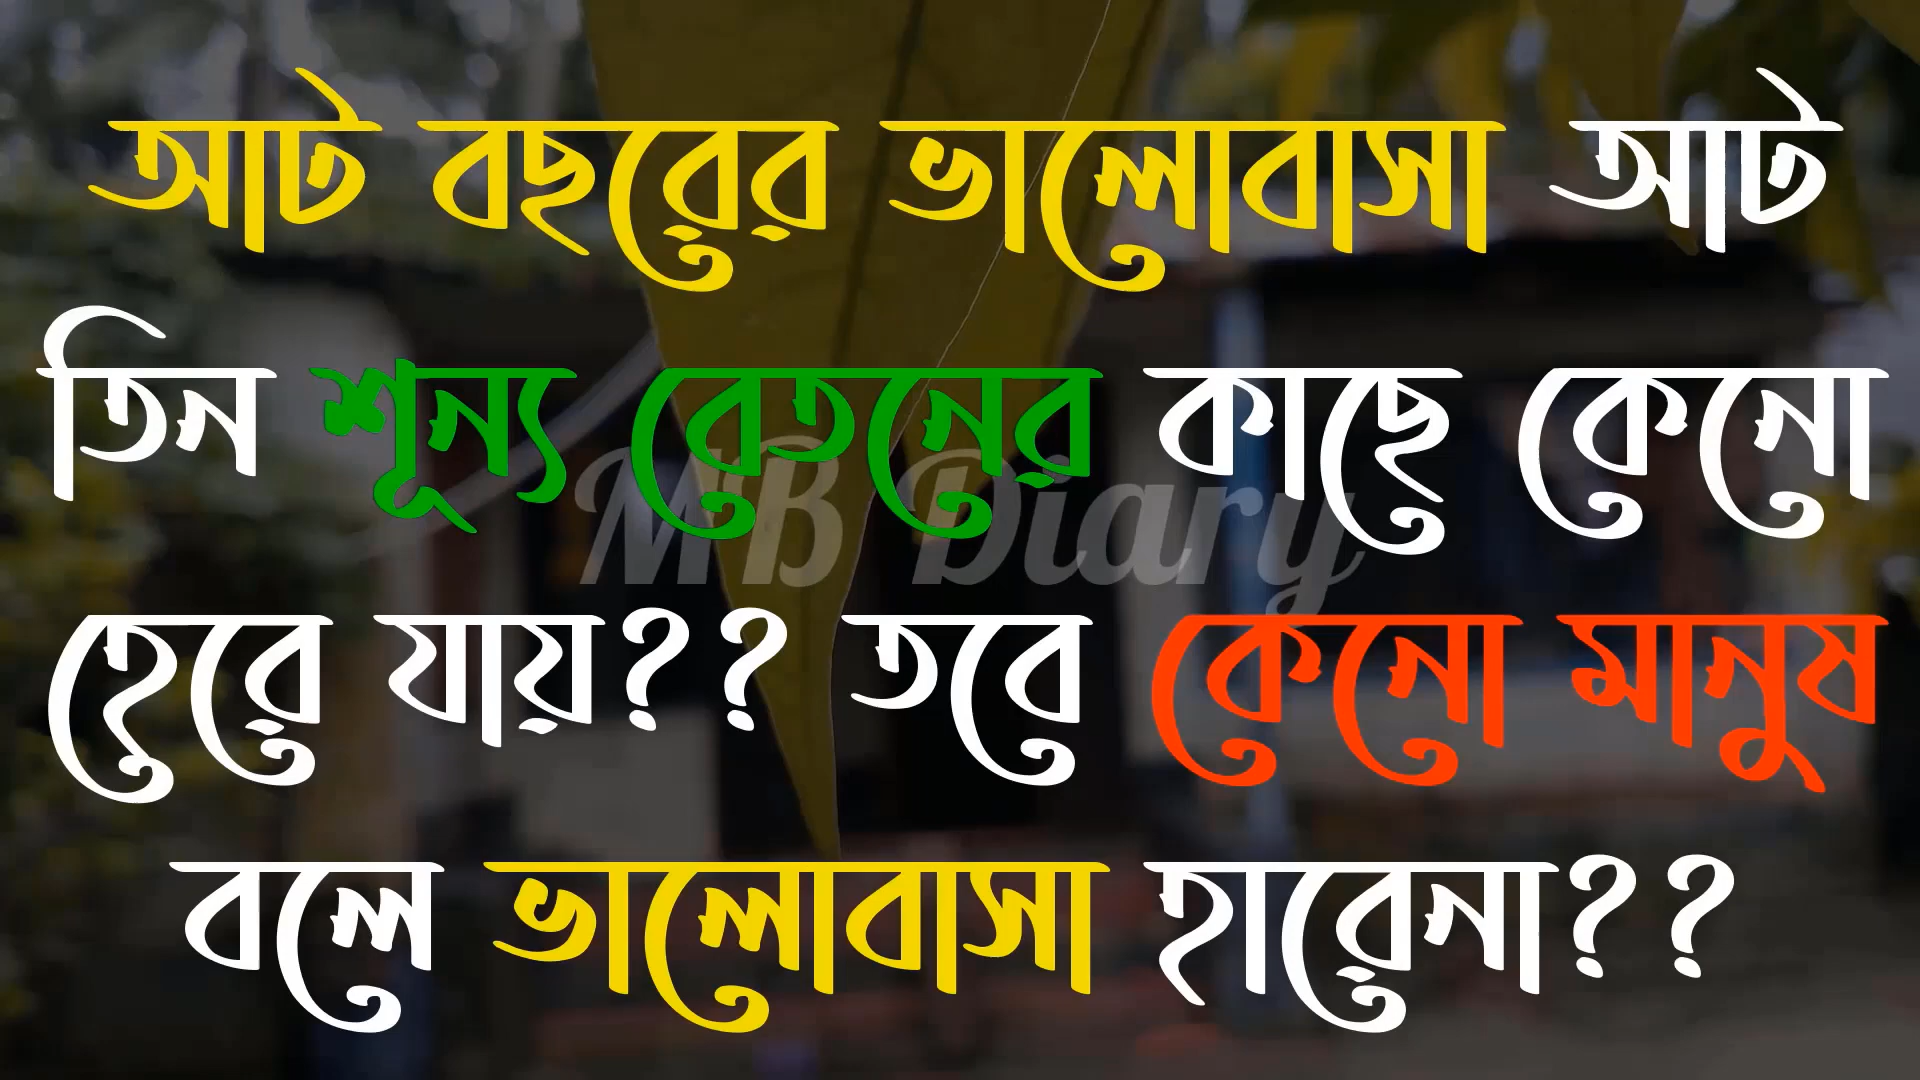 আট বছরের ভালোবাসা আট
তিন শূন্য বেতনের কাছে কেনো
হেরে যায়?? তবে কেনো মানুষ
বলে ভালোবাসা হারেনা??
MB Diary